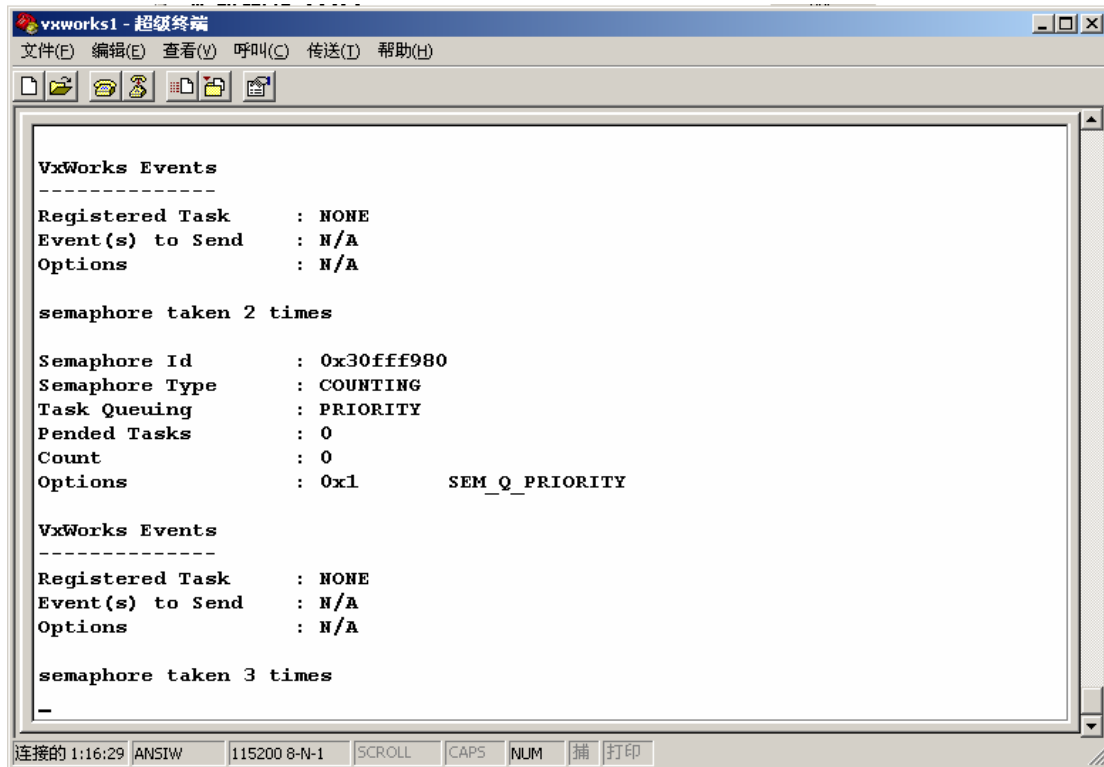 vxworks1 - 超级终端
文件(F) 编辑(E) 查看(V) 呼叫(C) 传送(T) 帮助(H)
VxWorks Events
--------------
Registered Task : NONE
Event(s) to Send : N/A
Options : N/A
semaphore taken 2 times
Semaphore Id : 0x30fff980
Semaphore Type : COUNTING
Task Queuing : PRIORITY
Pended Tasks : 0
Count : 0
Options : 0x1 SEM_Q_PRIORITY
VxWorks Events
--------------
Registered Task : NONE
Event(s) to Send : N/A
Options : N/A
semaphore taken 3 times
_
连接的 1:16:29 ANSIW 115200 8-N-1 SCROLL CAPS NUM 捕 打印